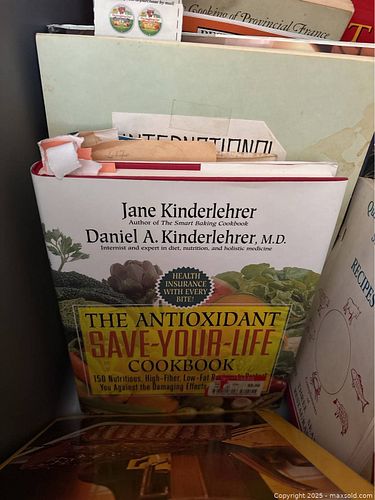 Cooking of Provincial France
INTERNATIONAL
Jane Kinderlehrer
Author of The Smart Baking Cookbook
Daniel A. Kinderlehrer, M.D.
Internist and expert in diet, nutrition, and holistic medicine
HEALTH
INSURANCE
WITH EVERY
BITE!
THE ANTIOXIDANT
SAVE-YOUR-LIFE
COOKBOOK
150 Nutritious, High-Fiber, Low-Fat
You Against the Damaging Effects
RECIPES
Copyright 2025 - maxsold.com